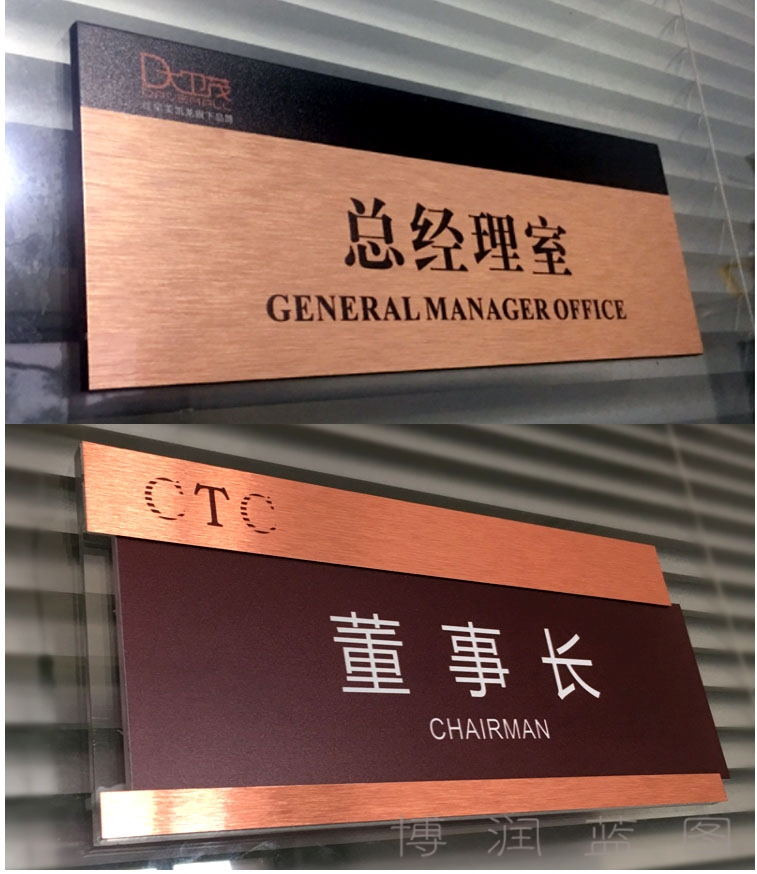 总经理室
GENERAL MANAGER OFFICE
CTC
董事长
CHAIRMAN
博润蓝图